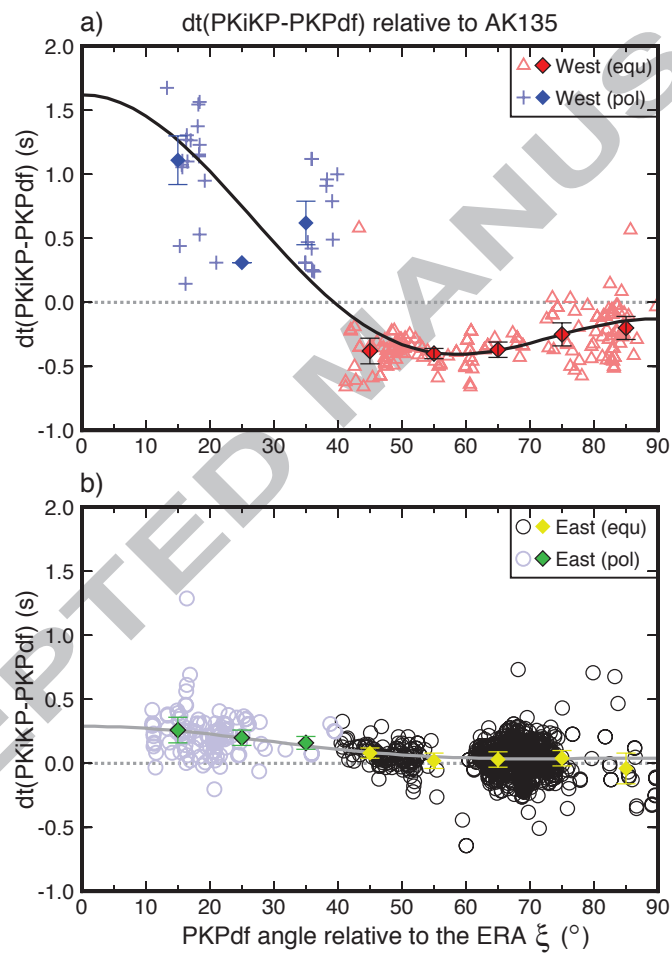 dt(PKiKP-PKPdf) relative to AK135
a)
2.0
1.5
1.0
0.5
0.0
-0.5
-1.0
dt(PKiKP-PKPdf) (s)
West (equ)
West (pol)
0 10 20 30 40 50 60 70 80 90
b)
2.0
1.5
1.0
0.5
0.0
-0.5
-1.0
dt(PKiKP-PKPdf) (s)
East (equ)
East (pol)
0 10 20 30 40 50 60 70 80 90
PKPdf angle relative to the ERA ξ (°)
EPTED MANUS